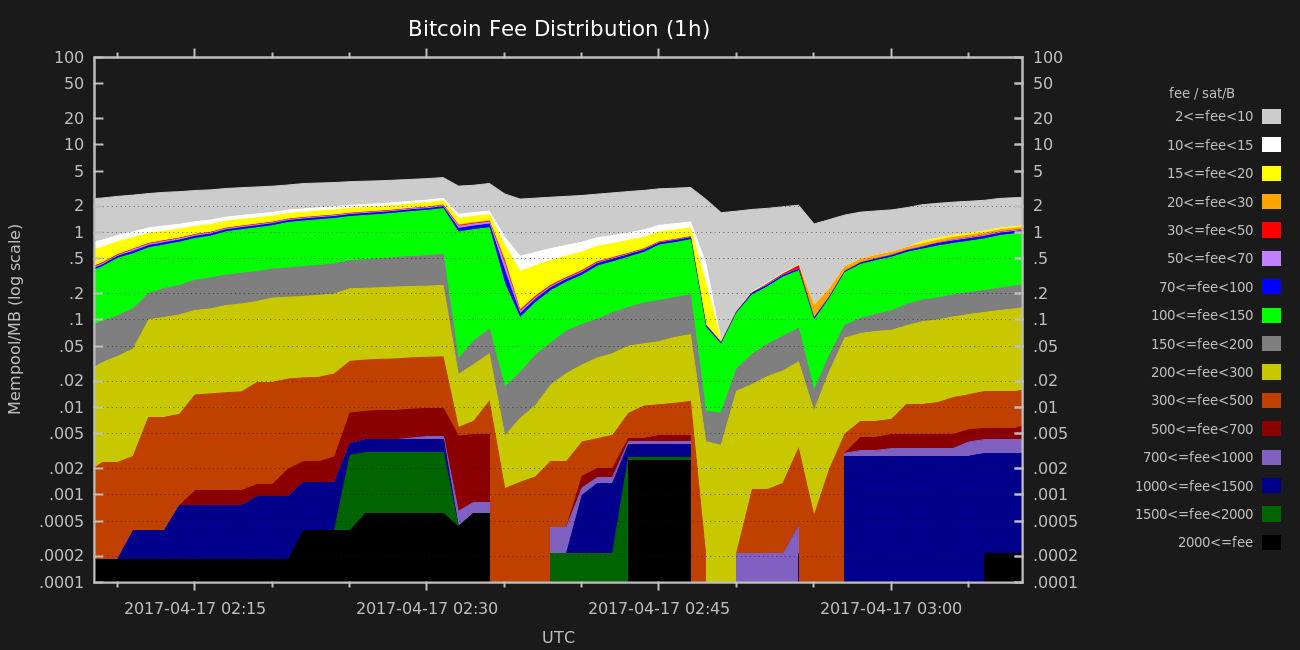 Bitcoin Fee Distribution (1h)
100 100
50 50
20 20
10 10
5 5
2 2
1 1
.5 .5
.2 .2
.1 .1
.05 .05
.02 .02
.01 .01
.005 .005
.002 .002
.001 .001
.0005 .0005
.0002 .0002
.0001 .0001
Mempool/MB (log scale)
2017-04-17 02:15 2017-04-17 02:30 2017-04-17 02:45 2017-04-17 03:00
UTC
fee / sat/B
2<=fee<10
10<=fee<15
15<=fee<20
20<=fee<30
30<=fee<50
50<=fee<70
70<=fee<100
100<=fee<150
150<=fee<200
200<=fee<300
300<=fee<500
500<=fee<700
700<=fee<1000
1000<=fee<1500
1500<=fee<2000
2000<=fee